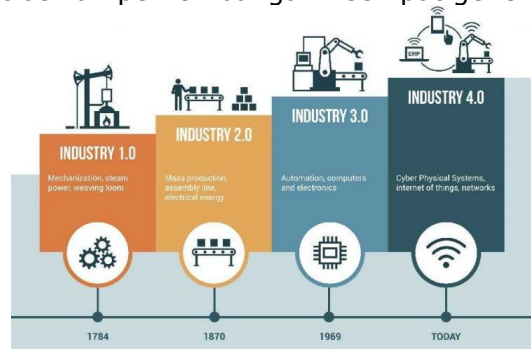 INDUSTRY 1.0
Mechanization, steam
power, weaving loom
1784
INDUSTRY 2.0
Mass production,
assembly line,
electrical energy
1870
INDUSTRY 3.0
Automation, computers
and electronics
1969
ERP
INDUSTRY 4.0
Cyber Physical Systems,
internet of things, networks
TODAY